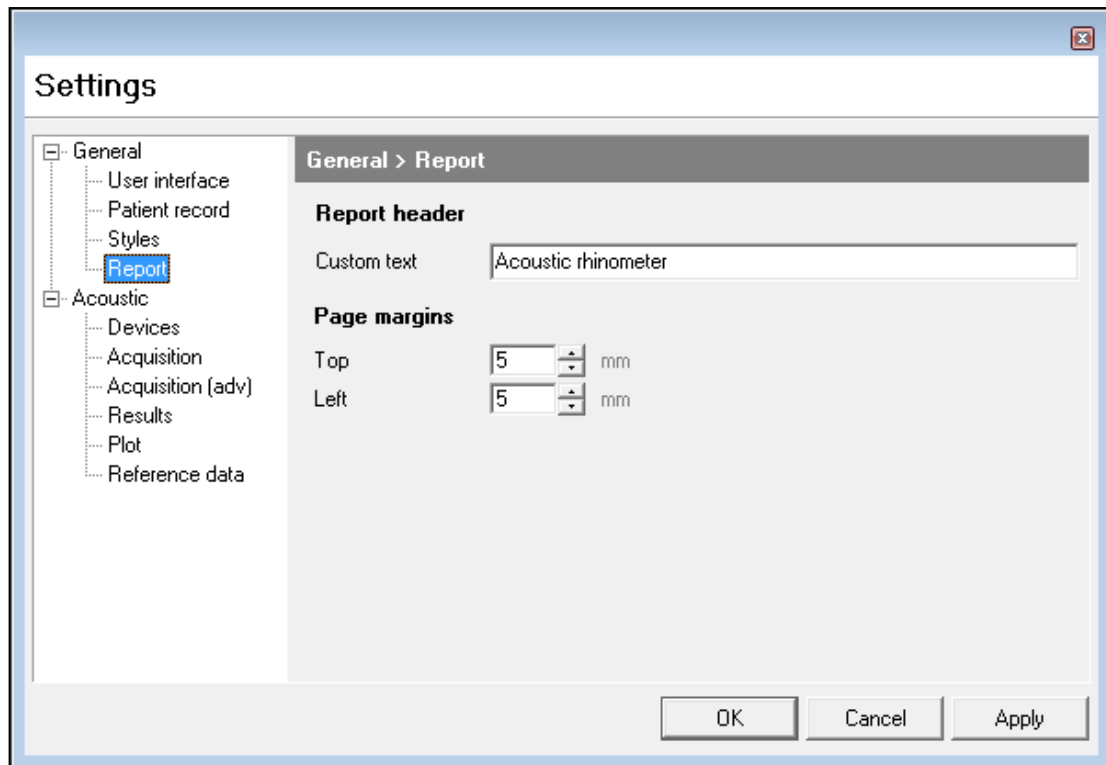 Settings
General
User interface
Patient record
Styles
Report
Acoustic
Devices
Acquisition
Acquisition (adv)
Results
Plot
Reference data
General > Report
Report header
Custom text Acoustic rhinometer
Page margins
Top 5 mm
Left 5 mm
OK Cancel Apply